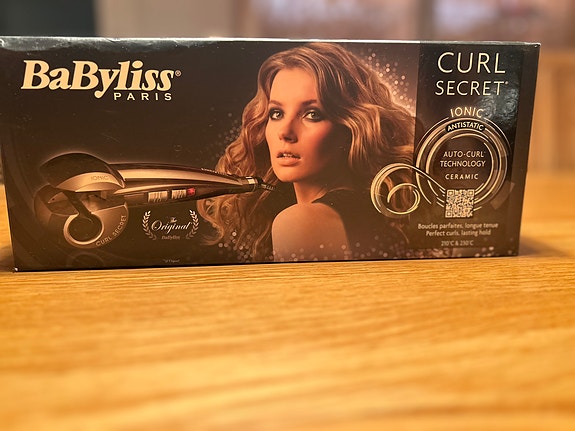 BaByliss®
PARIS
CURL
SECRET
IONIC
ANTISTATIC
AUTO-CURL
TECHNOLOGY
CERAMIC
IONIC
CURL SECRET
The
Original
BaByliss
Boucles parfaites, longue tenue
Perfect curls, lasting hold
210°C & 230°C